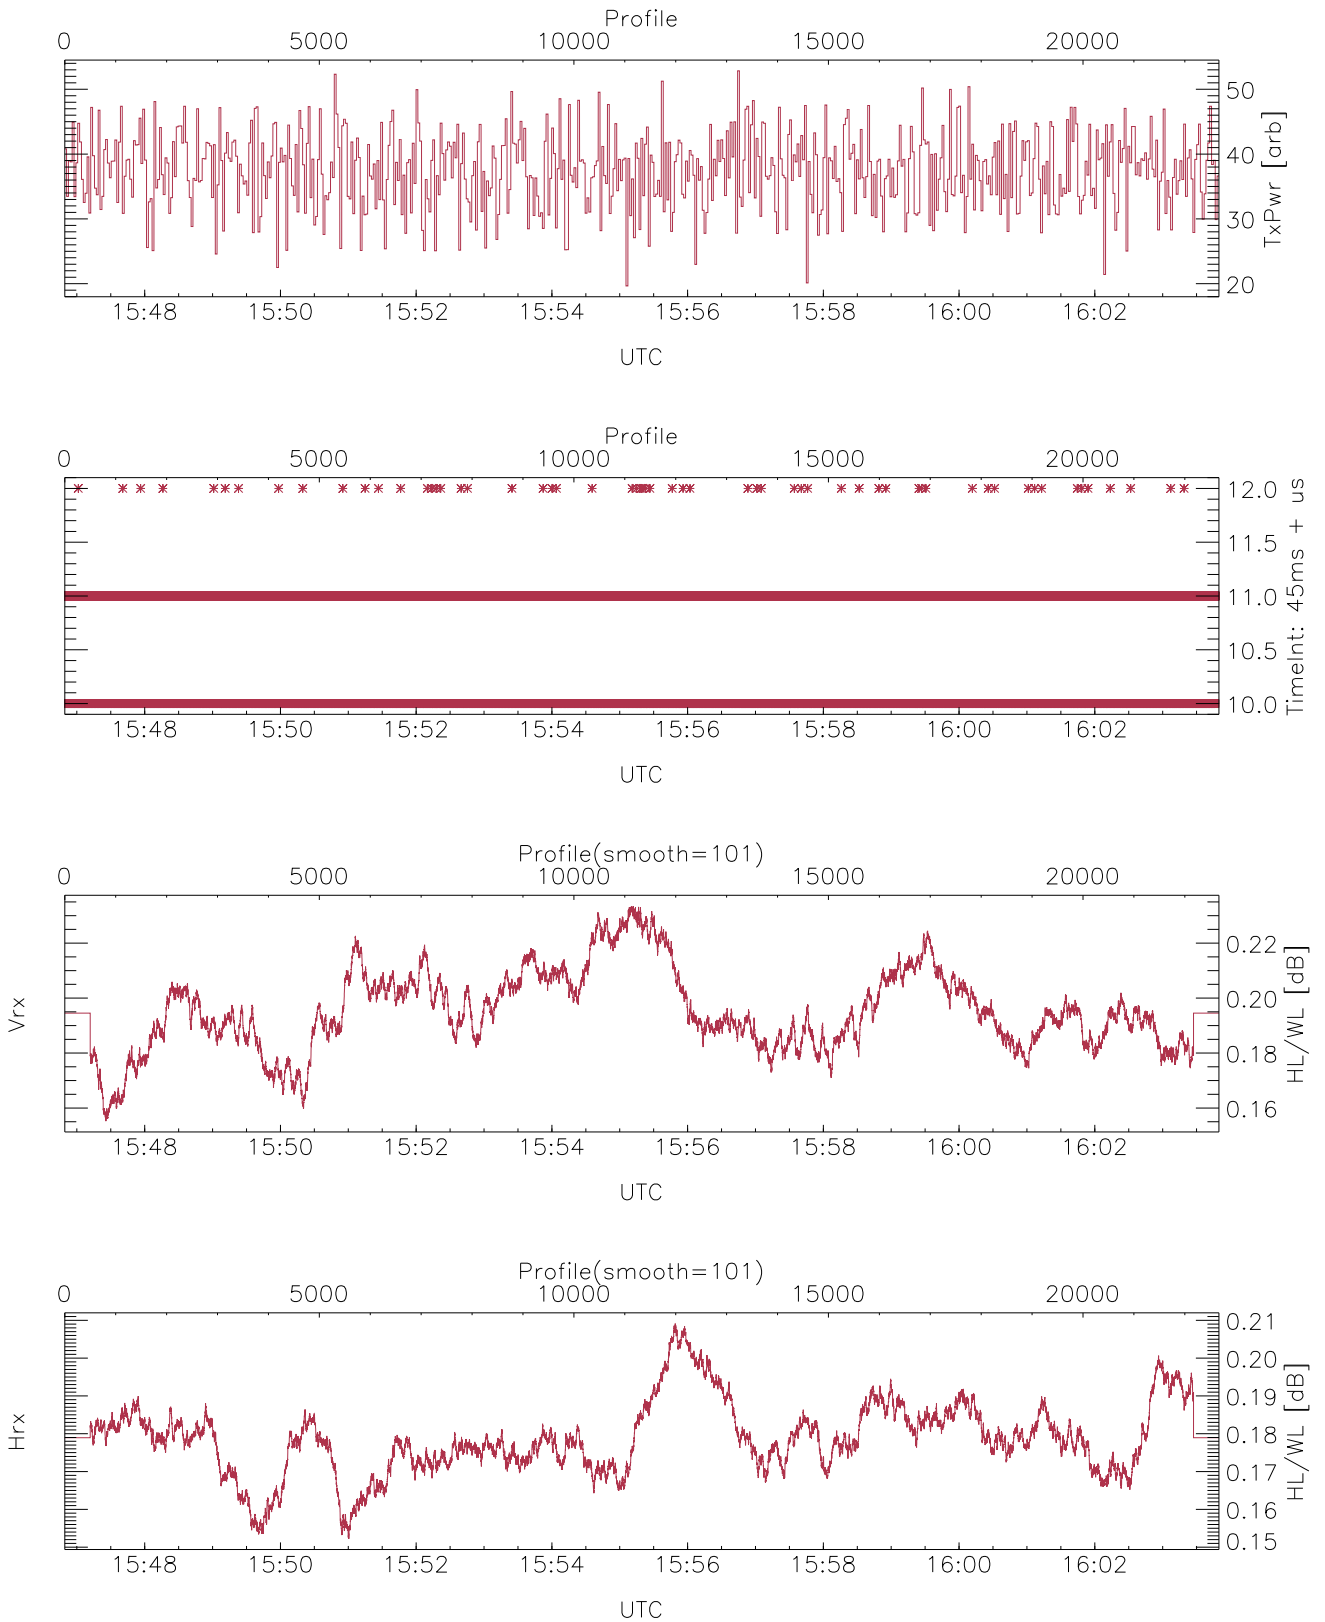 Profile
0 5000 10000 15000 20000
50
40
30
20
TxPwr [arb]
15:48 15:50 15:52 15:54 15:56 15:58 16:00 16:02
UTC
Profile
0 5000 10000 15000 20000
12.0
11.5
11.0
10.5
10.0
TimeInt: 45ms + us
15:48 15:50 15:52 15:54 15:56 15:58 16:00 16:02
UTC
Profile(smooth=101)
0 5000 10000 15000 20000
Vrx
0.22
0.20
0.18
0.16
HL/WL [dB]
15:48 15:50 15:52 15:54 15:56 15:58 16:00 16:02
UTC
Profile(smooth=101)
0 5000 10000 15000 20000
Hrx
0.21
0.20
0.19
0.18
0.17
0.16
0.15
HL/WL [dB]
15:48 15:50 15:52 15:54 15:56 15:58 16:00 16:02
UTC